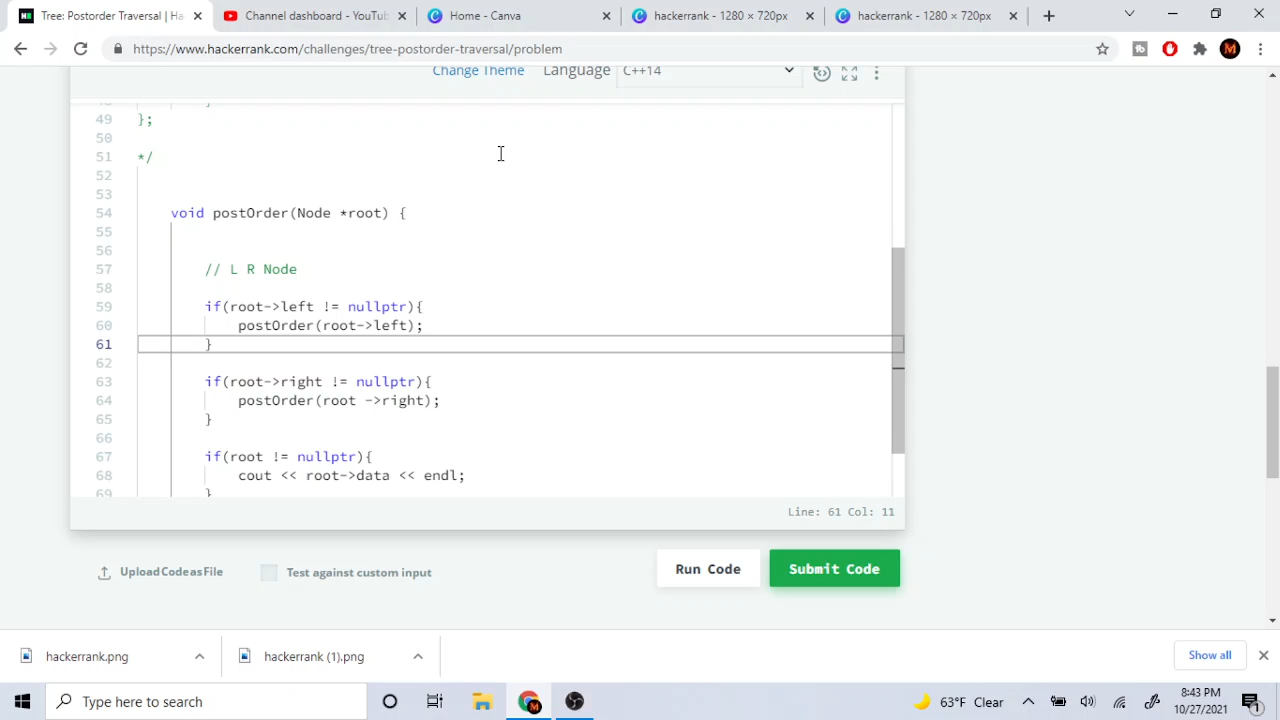 Tree: Postorder Traversal | Ha
Channel dashboard - YouTub
Home - Canva
hackerrank - 1280 × 720px
hackerrank - 1280 × 720px
https://www.hackerrank.com/challenges/tree-postorder-traversal/problem
Change Theme Language C++14
49 };
50
51 */
52
53
54 void postOrder(Node *root) {
55
56
57 // L R Node
58
59 if(root->left != nullptr){
60 postOrder(root->left);
61 }
62
63 if(root->right != nullptr){
64 postOrder(root ->right);
65 }
66
67 if(root != nullptr){
68 cout << root->data << endl;
69 }
Line: 61 Col: 11
Upload Code as File Test against custom input Run Code Submit Code
hackerrank.png hackerrank (1).png Show all
Type here to search 63°F Clear 8:43 PM
10/27/2021